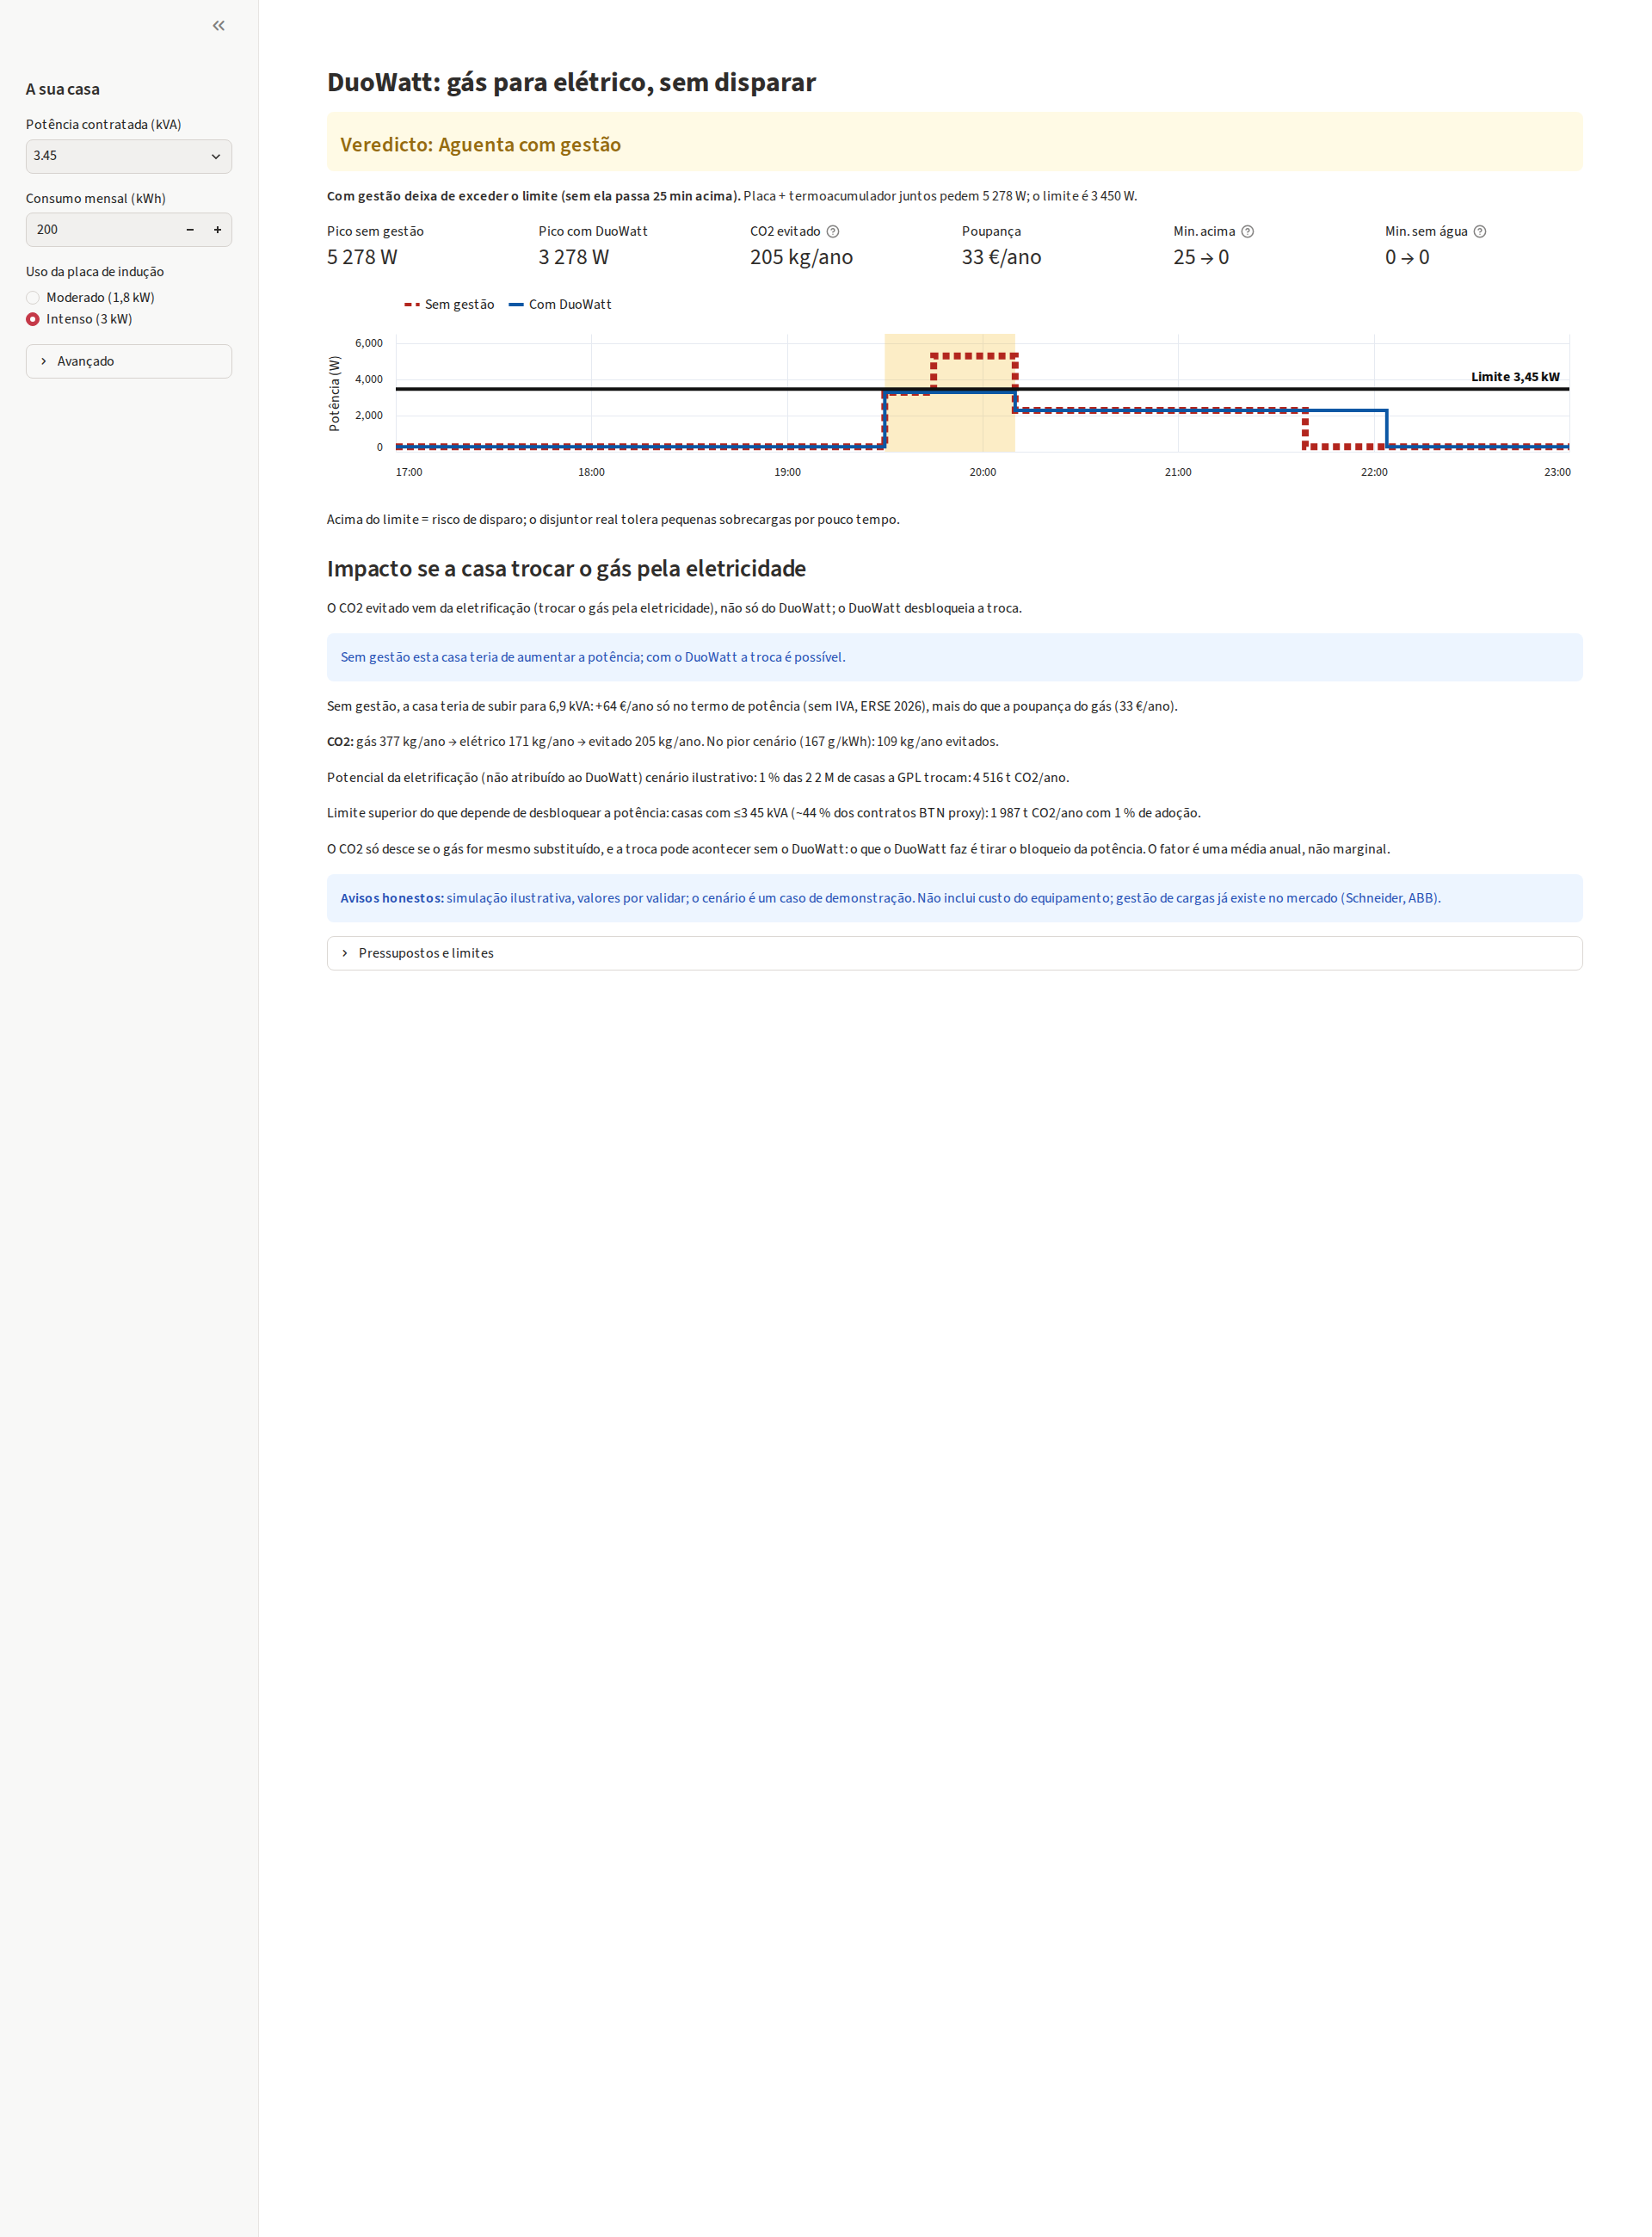 A sua casa
Potência contratada (kVA)
3.45
Consumo mensal (kWh)
200
Uso da placa de indução
Moderado (1,8 kW)
Intenso (3 kW)
Avançado
DuoWatt: gás para elétrico, sem disparar
Veredicto: Aguenta com gestão
Com gestão deixa de exceder o limite (sem ela passa 25 min acima). Placa + termoacumulador juntos pedem 5 278 W; o limite é 3 450 W.
Pico sem gestão
5 278 W
Pico com DuoWatt
3 278 W
CO2 evitado
205 kg/ano
Poupança
33 €/ano
Min. acima
25 → 0
Min. sem água
0 → 0
Sem gestão
Com DuoWatt
Potência (W)
6,000
4,000
2,000
0
Limite 3,45 kW
17:00 18:00 19:00 20:00 21:00 22:00 23:00
Acima do limite = risco de disparo; o disjuntor real tolera pequenas sobrecargas por pouco tempo.
Impacto se a casa trocar o gás pela eletricidade
O CO2 evitado vem da eletrificação (trocar o gás pela eletricidade), não só do DuoWatt; o DuoWatt desbloqueia a troca.
Sem gestão esta casa teria de aumentar a potência; com o DuoWatt a troca é possível.
Sem gestão, a casa teria de subir para 6,9 kVA: +64 €/ano só no termo de potência (sem IVA, ERSE 2026), mais do que a poupança do gás (33 €/ano).
CO2: gás 377 kg/ano → elétrico 171 kg/ano → evitado 205 kg/ano. No pior cenário (167 g/kWh): 109 kg/ano evitados.
Potencial da eletrificação (não atribuído ao DuoWatt) cenário ilustrativo: 1 % das 2 2 M de casas a GPL trocam: 4 516 t CO2/ano.
Limite superior do que depende de desbloquear a potência: casas com ≤3 45 kVA (~44 % dos contratos BTN proxy): 1 987 t CO2/ano com 1 % de adoção.
O CO2 só desce se o gás for mesmo substituído, e a troca pode acontecer sem o DuoWatt: o que o DuoWatt faz é tirar o bloqueio da potência. O fator é uma média anual, não marginal.
Avisos honestos: simulação ilustrativa, valores por validar; o cenário é um caso de demonstração. Não inclui custo do equipamento; gestão de cargas já existe no mercado (Schneider, ABB).
Pressupostos e limites